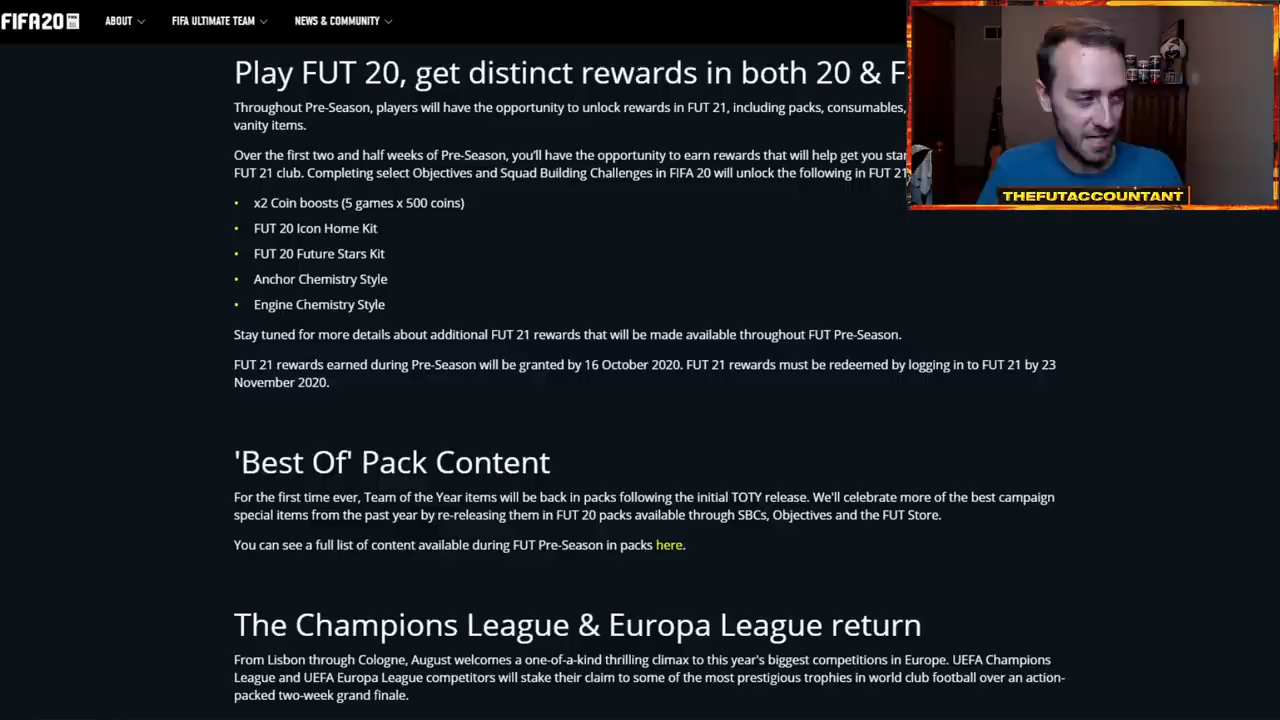 FIFA20
ABOUT
FIFA ULTIMATE TEAM
NEWS & COMMUNITY
Play FUT 20, get distinct rewards in both 20 & F
Throughout Pre-Season, players will have the opportunity to unlock rewards in FUT 21, including packs, consumables,
vanity items.
Over the first two and half weeks of Pre-Season, you'll have the opportunity to earn rewards that will help get you star
FUT 21 club. Completing select Objectives and Squad Building Challenges in FIFA 20 will unlock the following in FUT 21
• x2 Coin boosts (5 games x 500 coins)
• FUT 20 Icon Home Kit
• FUT 20 Future Stars Kit
• Anchor Chemistry Style
• Engine Chemistry Style
Stay tuned for more details about additional FUT 21 rewards that will be made available throughout FUT Pre-Season.
FUT 21 rewards earned during Pre-Season will be granted by 16 October 2020. FUT 21 rewards must be redeemed by logging in to FUT 21 by 23
November 2020.
'Best Of' Pack Content
For the first time ever, Team of the Year items will be back in packs following the initial TOTY release. We'll celebrate more of the best campaign
special items from the past year by re-releasing them in FUT 20 packs available through SBCs, Objectives and the FUT Store.
You can see a full list of content available during FUT Pre-Season in packs here.
The Champions League & Europa League return
From Lisbon through Cologne, August welcomes a one-of-a-kind thrilling climax to this year's biggest competitions in Europe. UEFA Champions
League and UEFA Europa League competitors will stake their claim to some of the most prestigious trophies in world club football over an action-
packed two-week grand finale.
THEFUTACCOUNTANT